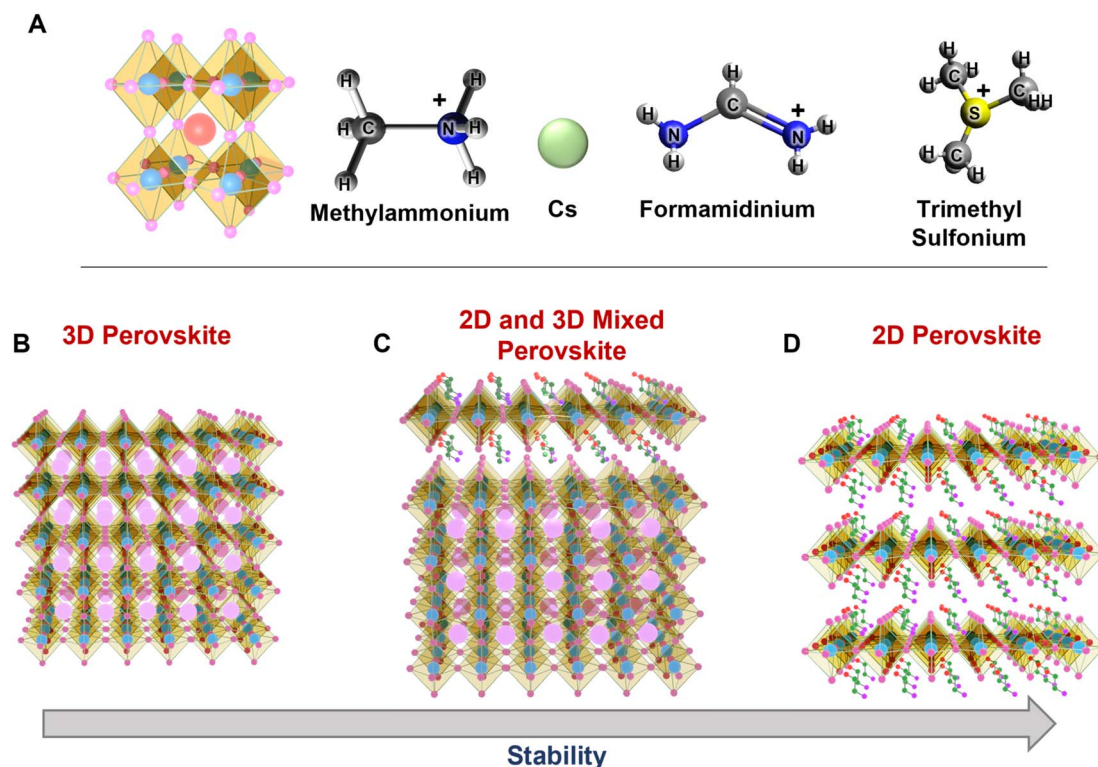 A
H
H
H
C
+
N
H
H
H
Methylammonium
Cs
H
C
+
H
N
H
N
H
H
Formamidinium
H
H
H
C
+
H
C
S
H
H
C
H
H
Trimethyl
Sulfonium
B
3D Perovskite
C
2D and 3D Mixed
Perovskite
D
2D Perovskite
Stability